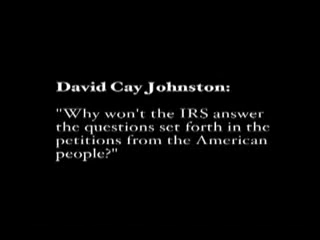 David Cay Johnston:
"Why won't the IRS answer
the questions set forth in the
petitions from the American
people?"